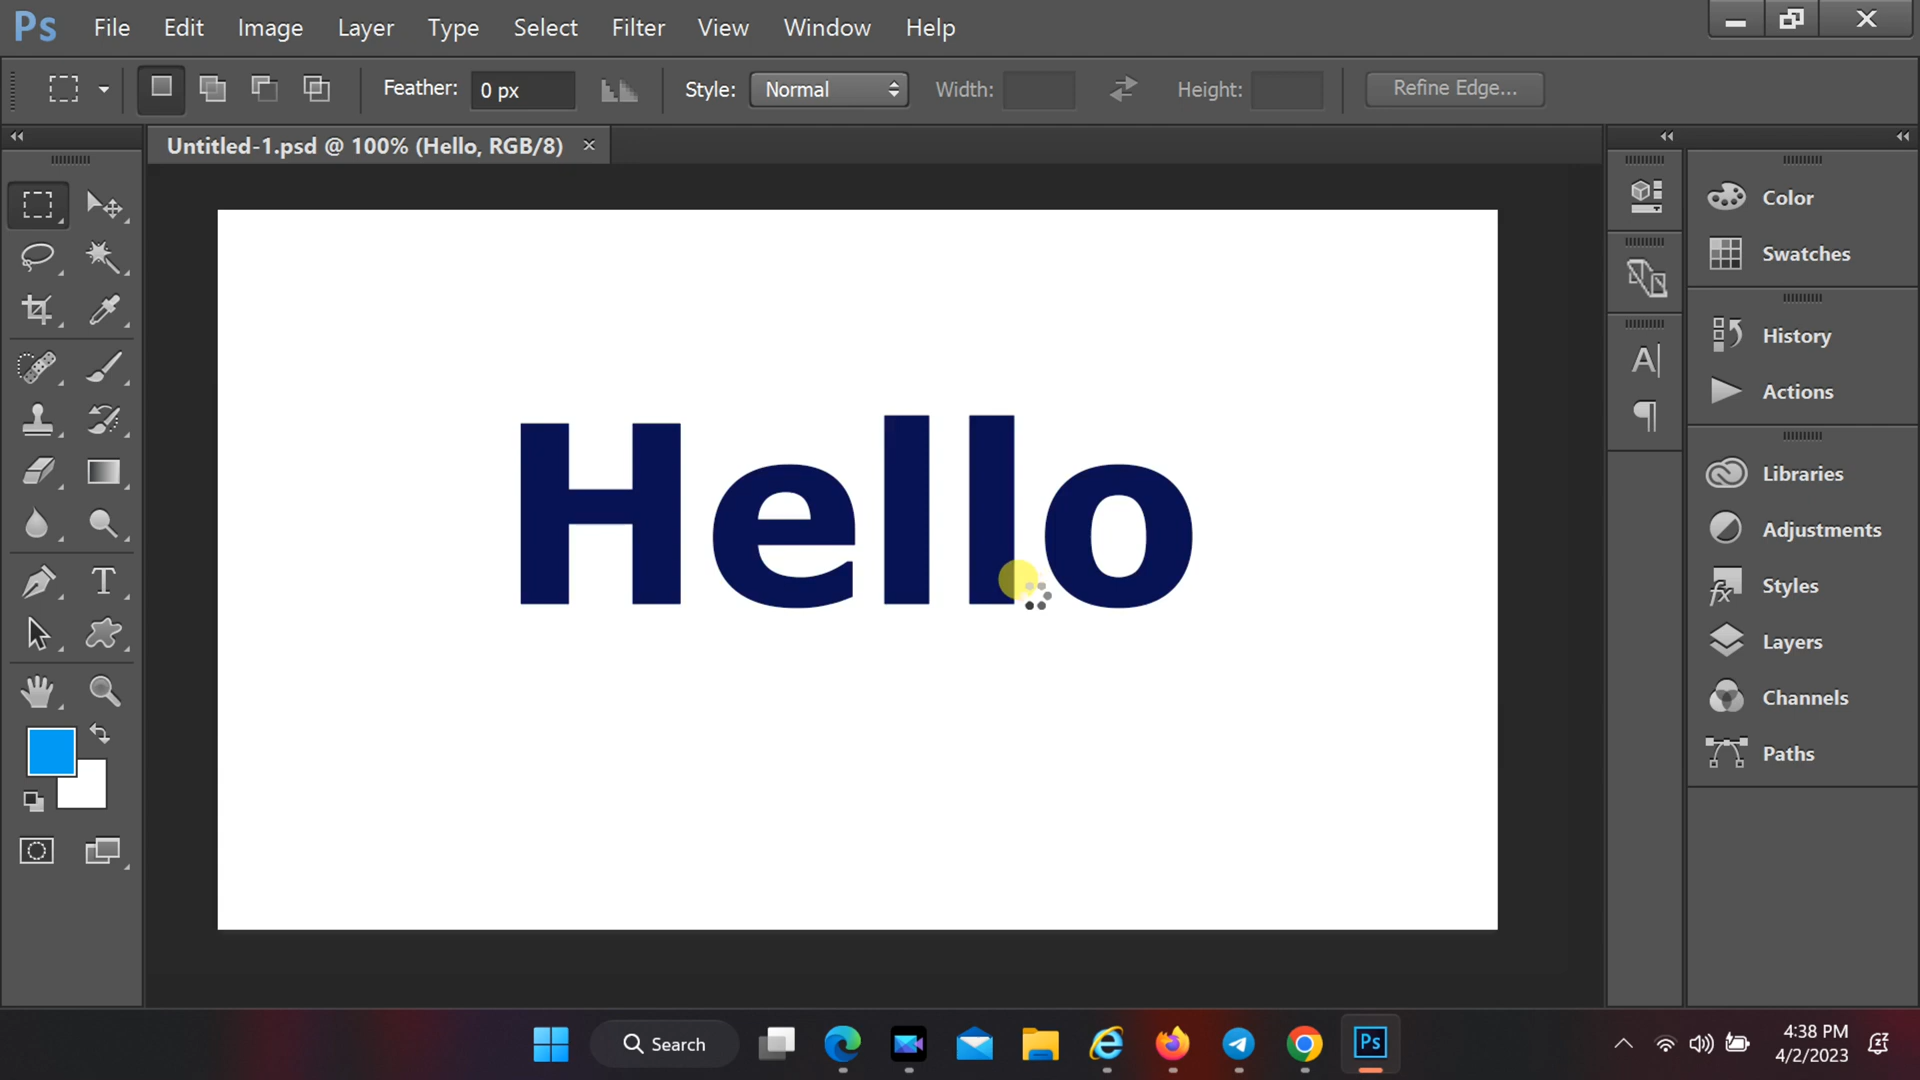 Ps File Edit Image Layer Type Select Filter View Window Help
Feather: 0 px Style: Normal Width: Height: Refine Edge...
Untitled-1.psd @ 100% (Hello, RGB/8) ×
Color
Swatches
History
Actions
Libraries
Adjustments
Styles
Layers
Channels
Paths
Hello
Search
Ps
4:38 PM
4/2/2023